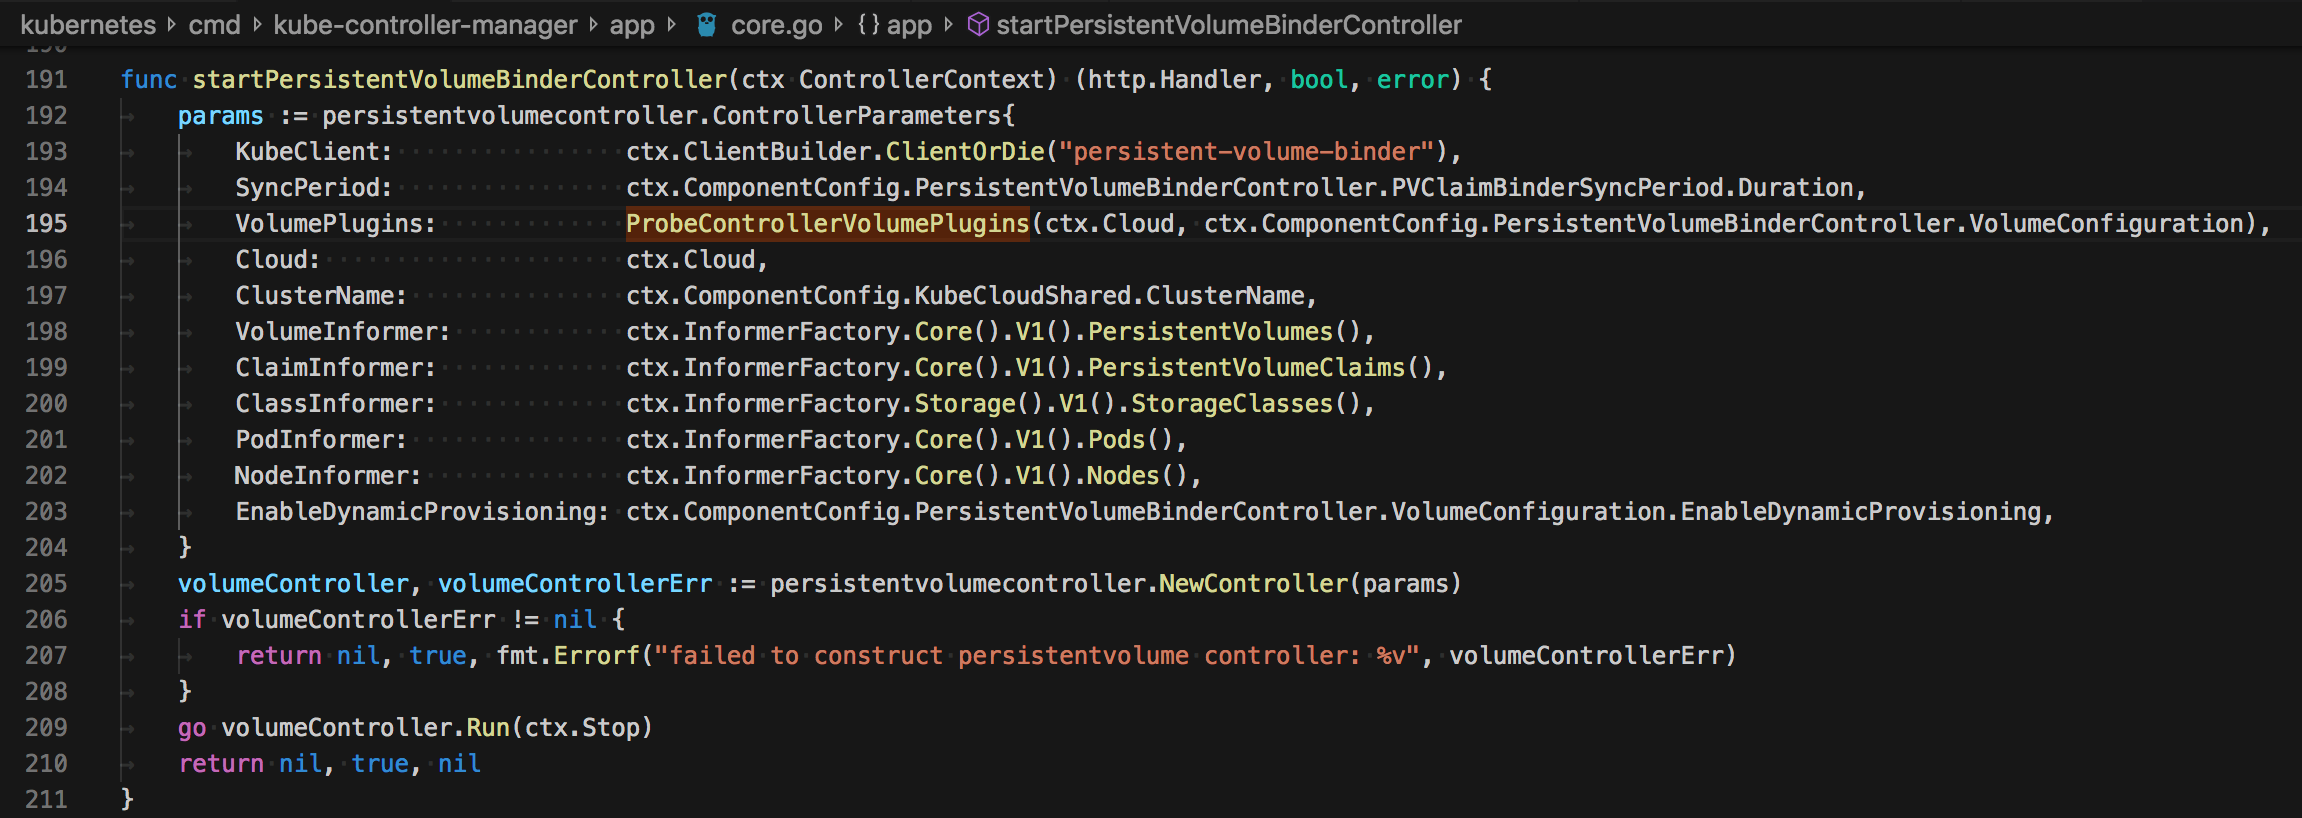 kubernetes › cmd › kube-controller-manager › app › core.go › {} app › startPersistentVolumeBinderController
190
191 func startPersistentVolumeBinderController(ctx ControllerContext) (http.Handler, bool, error) {
192 params := persistentvolumecontroller.ControllerParameters{
193 KubeClient: ctx.ClientBuilder.ClientOrDie("persistent-volume-binder"),
194 SyncPeriod: ctx.ComponentConfig.PersistentVolumeBinderController.PVClaimBinderSyncPeriod.Duration,
195 VolumePlugins: ProbeControllerVolumePlugins(ctx.Cloud, ctx.ComponentConfig.PersistentVolumeBinderController.VolumeConfiguration),
196 Cloud: ctx.Cloud,
197 ClusterName: ctx.ComponentConfig.KubeCloudShared.ClusterName,
198 VolumeInformer: ctx.InformerFactory.Core().V1().PersistentVolumes(),
199 ClaimInformer: ctx.InformerFactory.Core().V1().PersistentVolumeClaims(),
200 ClassInformer: ctx.InformerFactory.Storage().V1().StorageClasses(),
201 PodInformer: ctx.InformerFactory.Core().V1().Pods(),
202 NodeInformer: ctx.InformerFactory.Core().V1().Nodes(),
203 EnableDynamicProvisioning: ctx.ComponentConfig.PersistentVolumeBinderController.VolumeConfiguration.EnableDynamicProvisioning,
204 }
205 volumeController, volumeControllerErr := persistentvolumecontroller.NewController(params)
206 if volumeControllerErr != nil {
207 return nil, true, fmt.Errorf("failed to construct persistentvolume controller: %v", volumeControllerErr)
208 }
209 go volumeController.Run(ctx.Stop)
210 return nil, true, nil
211 }